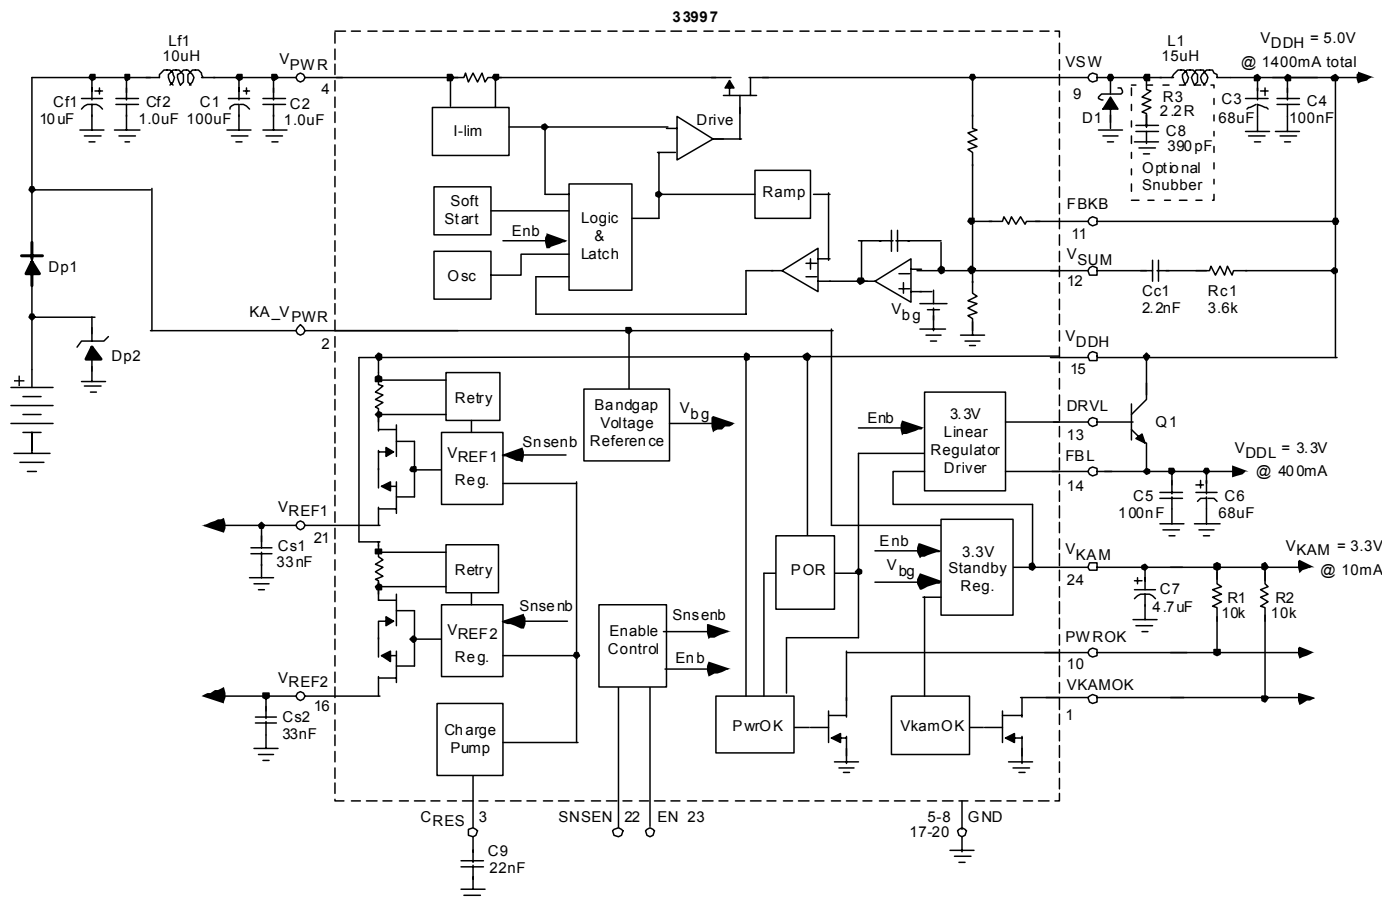 33997
Lf1
10uH
VPWR
4
Cf1
10uF
+
Cf2
1.0uF
C1
100uF
+
C2
1.0uF
I-lim
Drive
Soft
Start
Osc
Enb
Logic
&
Latch
Ramp
+
−
−
+
Vbg
VSW
9
D1
L1
15uH
R3
2.2R
C8
390pF
Optional
Snubber
VDDH = 5.0V
@ 1400mA total
C3
68uF
+
C4
100nF
FBKB
11
VSUM
12
Cc1
2.2nF
Rc1
3.6k
Dp1
Dp2
+
KA_VPWR
2
VDDH
15
Retry
VREF1
Reg.
Snsenb
Bandgap
Voltage
Reference
Vbg
Enb
3.3V
Linear
Regulator
Driver
DRVL
13
FBL
14
Q1
VDDL = 3.3V
@ 400mA
C5
100nF
+
C6
68uF
VREF1
21
Cs1
33nF
Retry
VREF2
Reg.
Snsenb
Enable
Control
Snsenb
Enb
POR
Enb
Vbg
3.3V
Standby
Reg.
VKAM
24
VKAM = 3.3V
@ 10mA
+
C7
4.7uF
R1
10k
R2
10k
PWROK
10
VKAMOK
1
VREF2
16
Cs2
33nF
Charge
Pump
PwrOK
VkamOK
CRES
3
C9
22nF
SNSEN 22
EN 23
5-8
17-20
GND